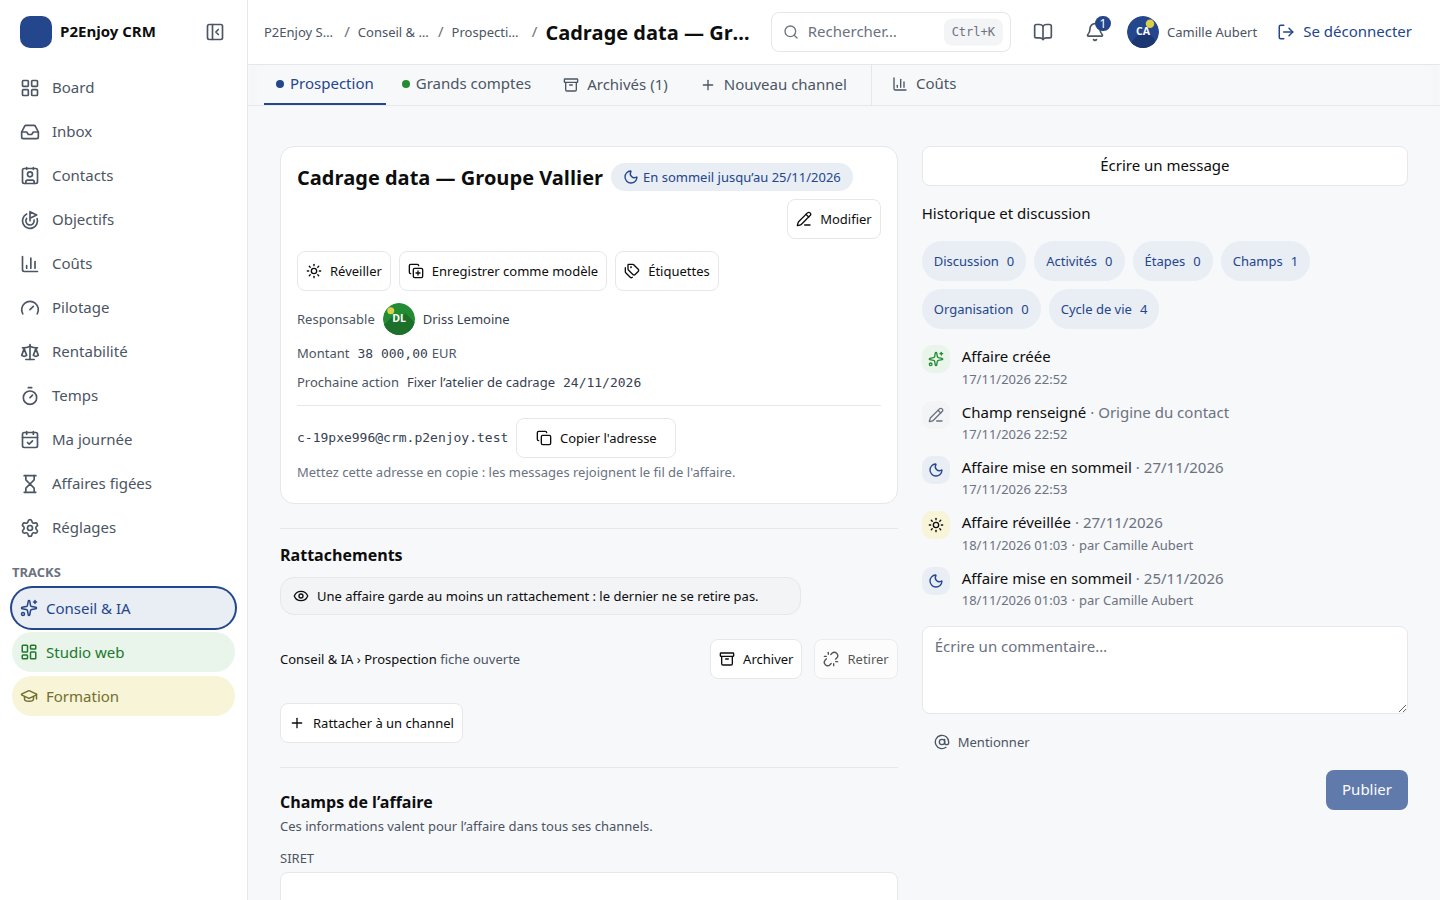 P2Enjoy CRM
P2Enjoy S... / Conseil & ... / Prospecti... / Cadrage data — Gr...
Rechercher... Ctrl+K
1
CA Camille Aubert
Se déconnecter
Board
Inbox
Contacts
Objectifs
Coûts
Pilotage
Rentabilité
Temps
Ma journée
Affaires figées
Réglages
TRACKS
Conseil & IA
Studio web
Formation
Prospection
Grands comptes
Archivés (1)
Nouveau channel
Coûts
Cadrage data — Groupe Vallier
En sommeil jusqu'au 25/11/2026
Modifier
Réveiller
Enregistrer comme modèle
Étiquettes
Responsable DL Driss Lemoine
Montant 38 000,00 EUR
Prochaine action Fixer l'atelier de cadrage 24/11/2026
c-19pxe996@crm.p2enjoy.test
Copier l'adresse
Mettez cette adresse en copie : les messages rejoignent le fil de l'affaire.
Rattachements
Une affaire garde au moins un rattachement : le dernier ne se retire pas.
Conseil & IA › Prospection fiche ouverte
Archiver
Retirer
Rattacher à un channel
Champs de l'affaire
Ces informations valent pour l'affaire dans tous ses channels.
SIRET
Écrire un message
Historique et discussion
Discussion 0
Activités 0
Étapes 0
Champs 1
Organisation 0
Cycle de vie 4
Affaire créée
17/11/2026 22:52
Champ renseigné · Origine du contact
17/11/2026 22:52
Affaire mise en sommeil · 27/11/2026
17/11/2026 22:53
Affaire réveillée · 27/11/2026
18/11/2026 01:03 · par Camille Aubert
Affaire mise en sommeil · 25/11/2026
18/11/2026 01:03 · par Camille Aubert
Écrire un commentaire...
Mentionner
Publier